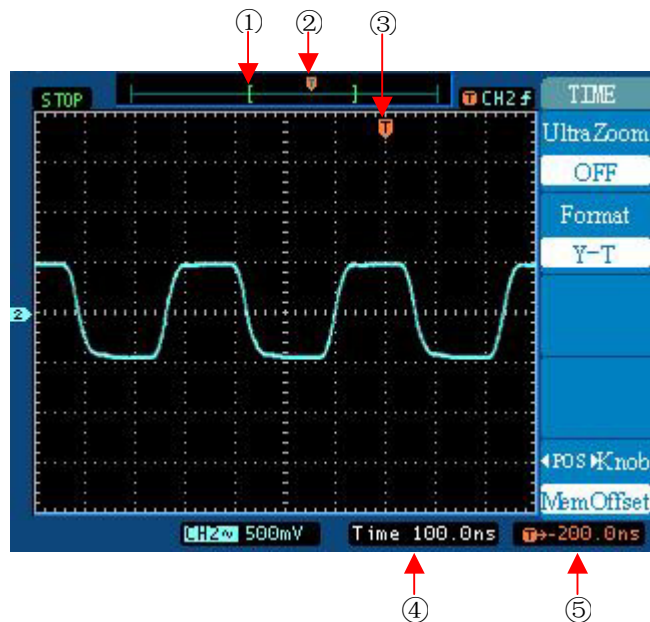 ① ② ③
STOP
[ T ]
T CH2
TIME
UltraZoom
OFF
Format
Y-T
T
2
POS Knob
MemOffset
CH2~ 500mV
Time 100.0ns
T→-200.0ns
④ ⑤